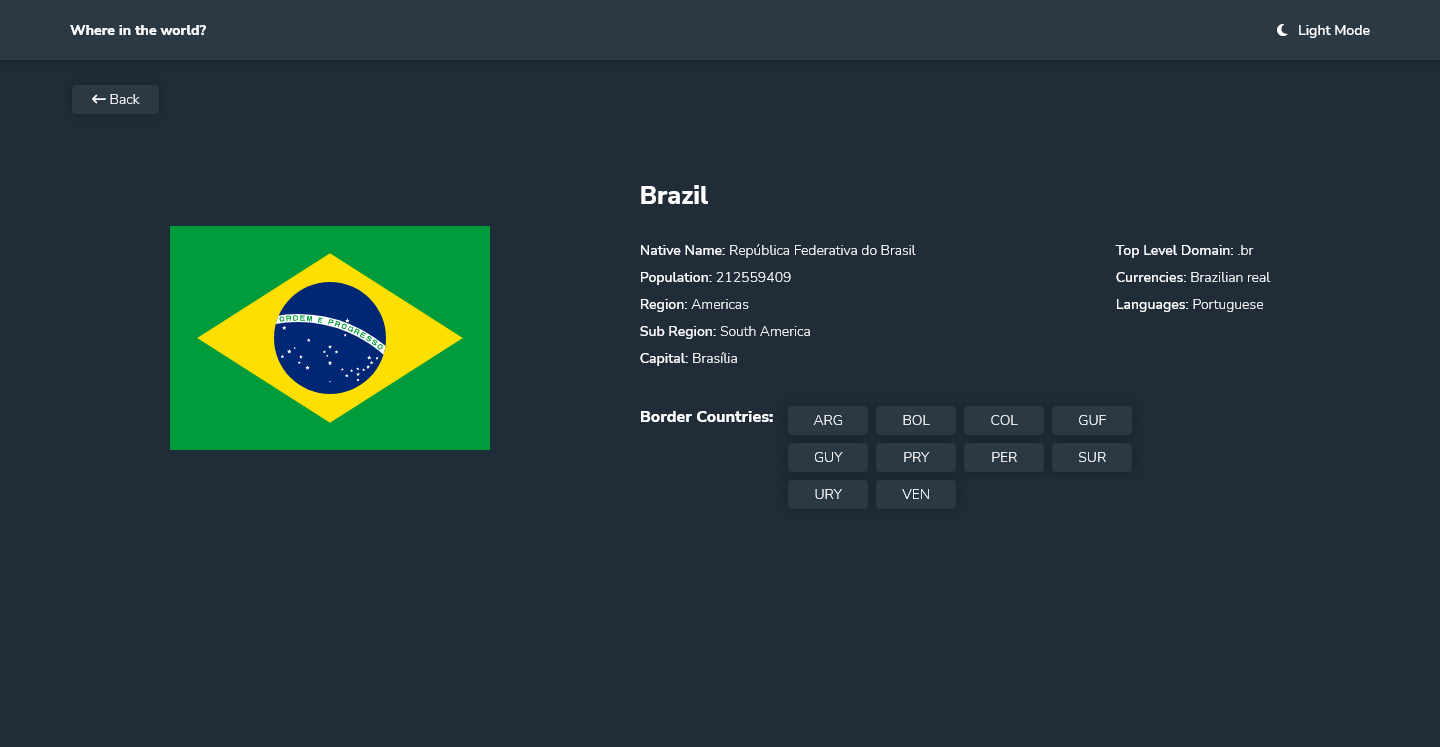 Where in the world?
Light Mode
Back
Brazil
Native Name: República Federativa do Brasil
Population: 212559409
Region: Americas
Sub Region: South America
Capital: Brasília
Top Level Domain: .br
Currencies: Brazilian real
Languages: Portuguese
ORDEM E PROGRESSO
Border Countries:
ARG BOL COL GUF
GUY PRY PER SUR
URY VEN